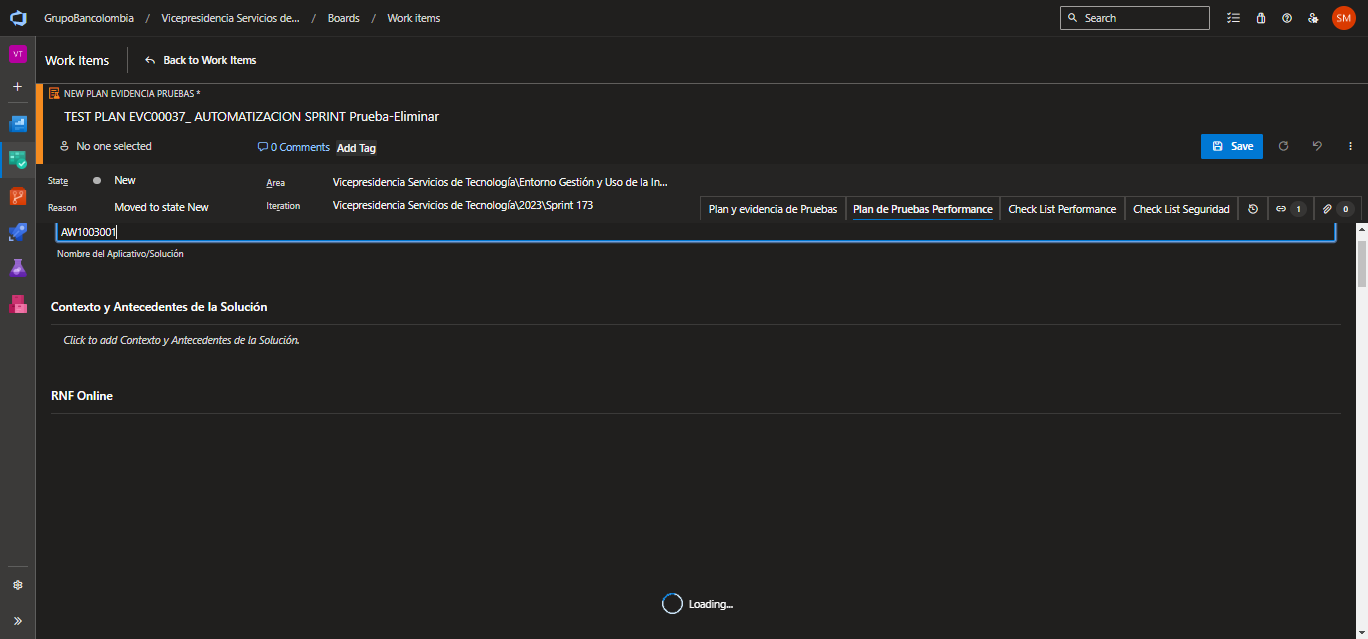 GrupoBancolombia / Vicepresidencia Servicios de... / Boards / Work items
Search
SM
VT
Work Items
Back to Work Items
NEW PLAN EVIDENCIA PRUEBAS *
TEST PLAN EVC00037_ AUTOMATIZACION SPRINT Prueba-Eliminar
No one selected
0 Comments
Add Tag
Save
State
New
Area
Vicepresidencia Servicios de Tecnología\Entorno Gestión y Uso de la In...
Reason
Moved to state New
Iteration
Vicepresidencia Servicios de Tecnología\2023\Sprint 173
Plan y evidencia de Pruebas
Plan de Pruebas Performance
Check List Performance
Check List Seguridad
1
0
AW1003001
Nombre del Aplicativo/Solución
Contexto y Antecedentes de la Solución
Click to add Contexto y Antecedentes de la Solución.
RNF Online
Loading...